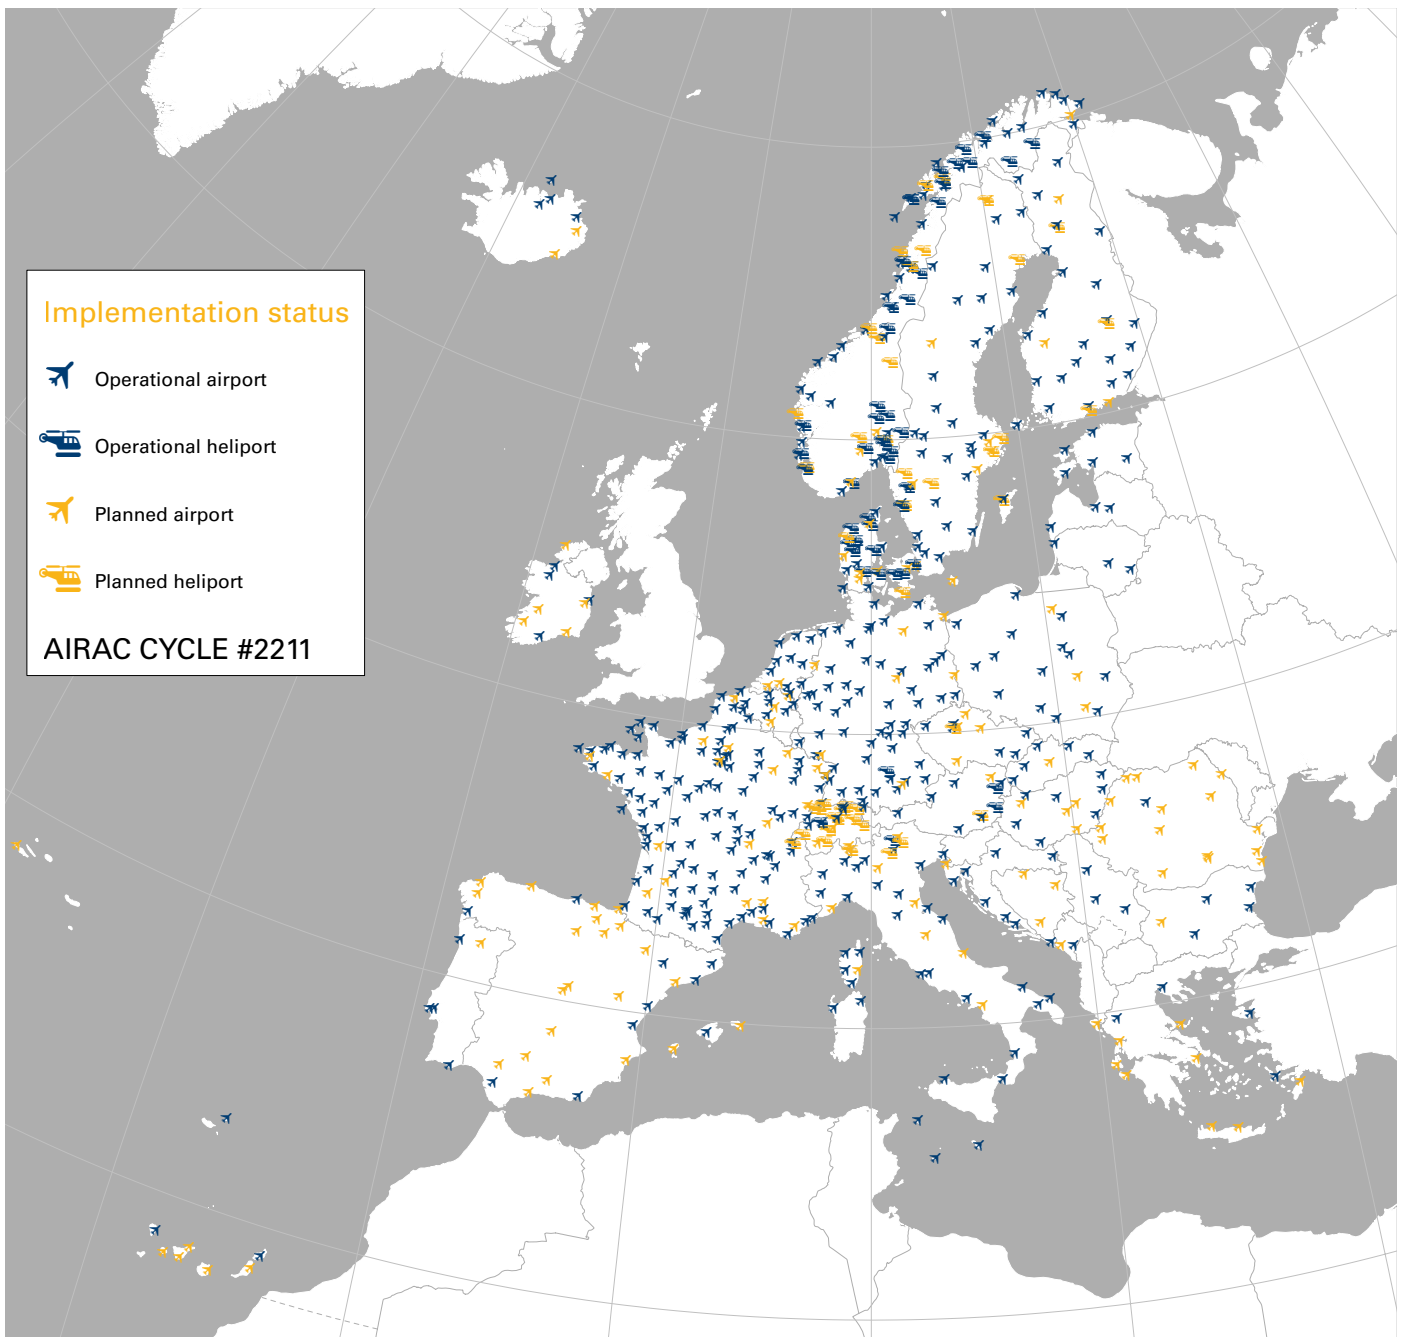 Implementation status
Operational airport
Operational heliport
Planned airport
Planned heliport
AIRAC CYCLE #2211